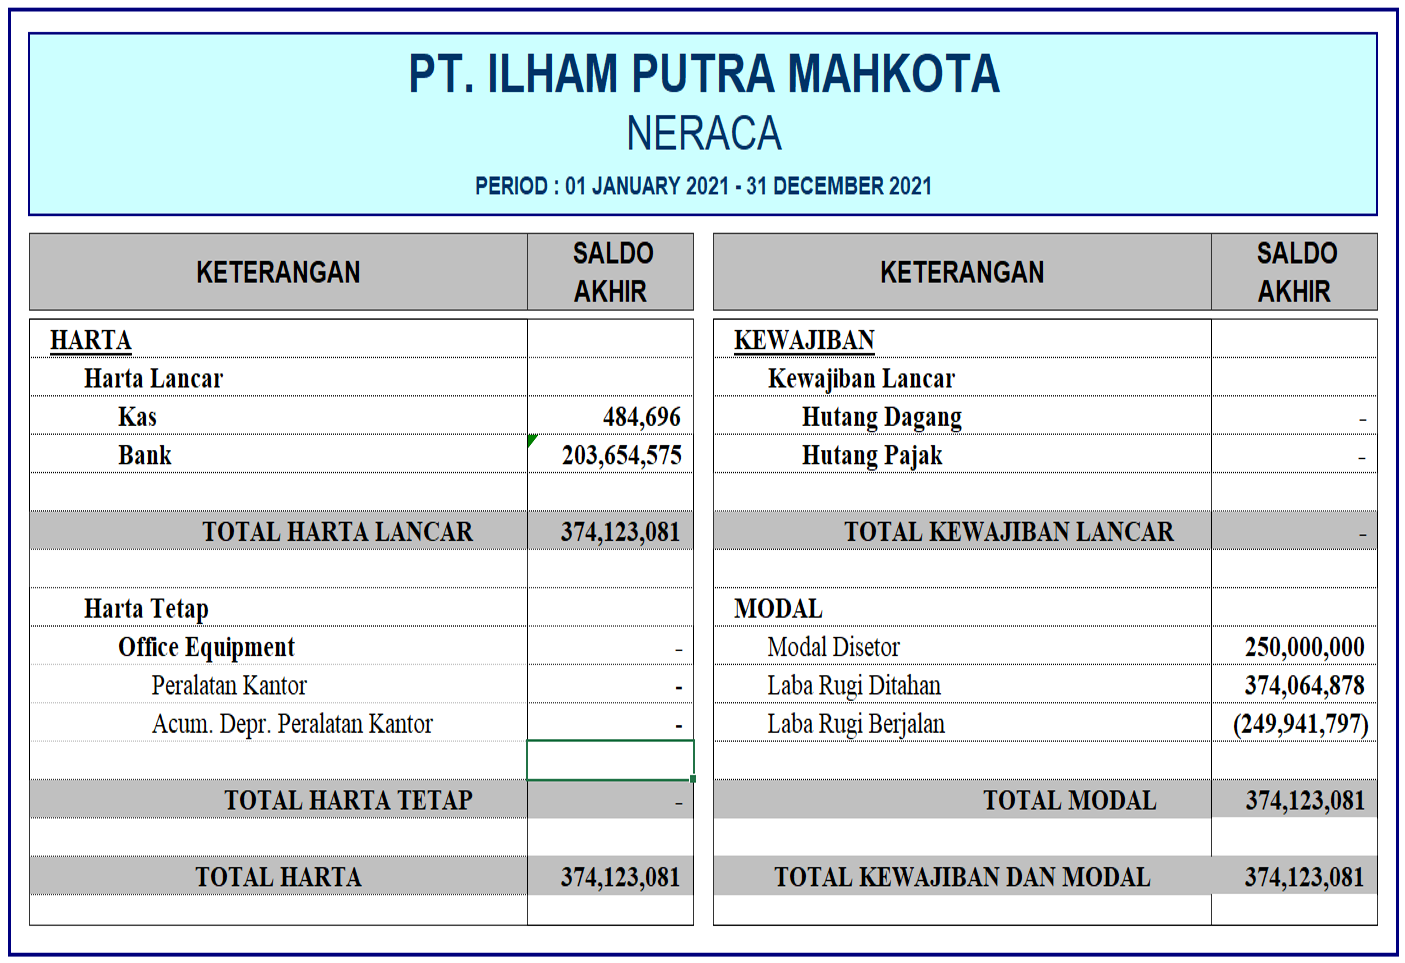 PT. ILHAM PUTRA MAHKOTA
NERACA
PERIOD : 01 JANUARY 2021 - 31 DECEMBER 2021
KETERANGAN SALDO AKHIR
HARTA
Harta Lancar
Kas 484,696
Bank 203,654,575
TOTAL HARTA LANCAR 374,123,081
Harta Tetap
Office Equipment -
Peralatan Kantor -
Acum. Depr. Peralatan Kantor -
TOTAL HARTA TETAP -
TOTAL HARTA 374,123,081
KETERANGAN SALDO AKHIR
KEWAJIBAN
Kewajiban Lancar
Hutang Dagang -
Hutang Pajak -
TOTAL KEWAJIBAN LANCAR -
MODAL
Modal Disetor 250,000,000
Laba Rugi Ditahan 374,064,878
Laba Rugi Berjalan (249,941,797)
TOTAL MODAL 374,123,081
TOTAL KEWAJIBAN DAN MODAL 374,123,081